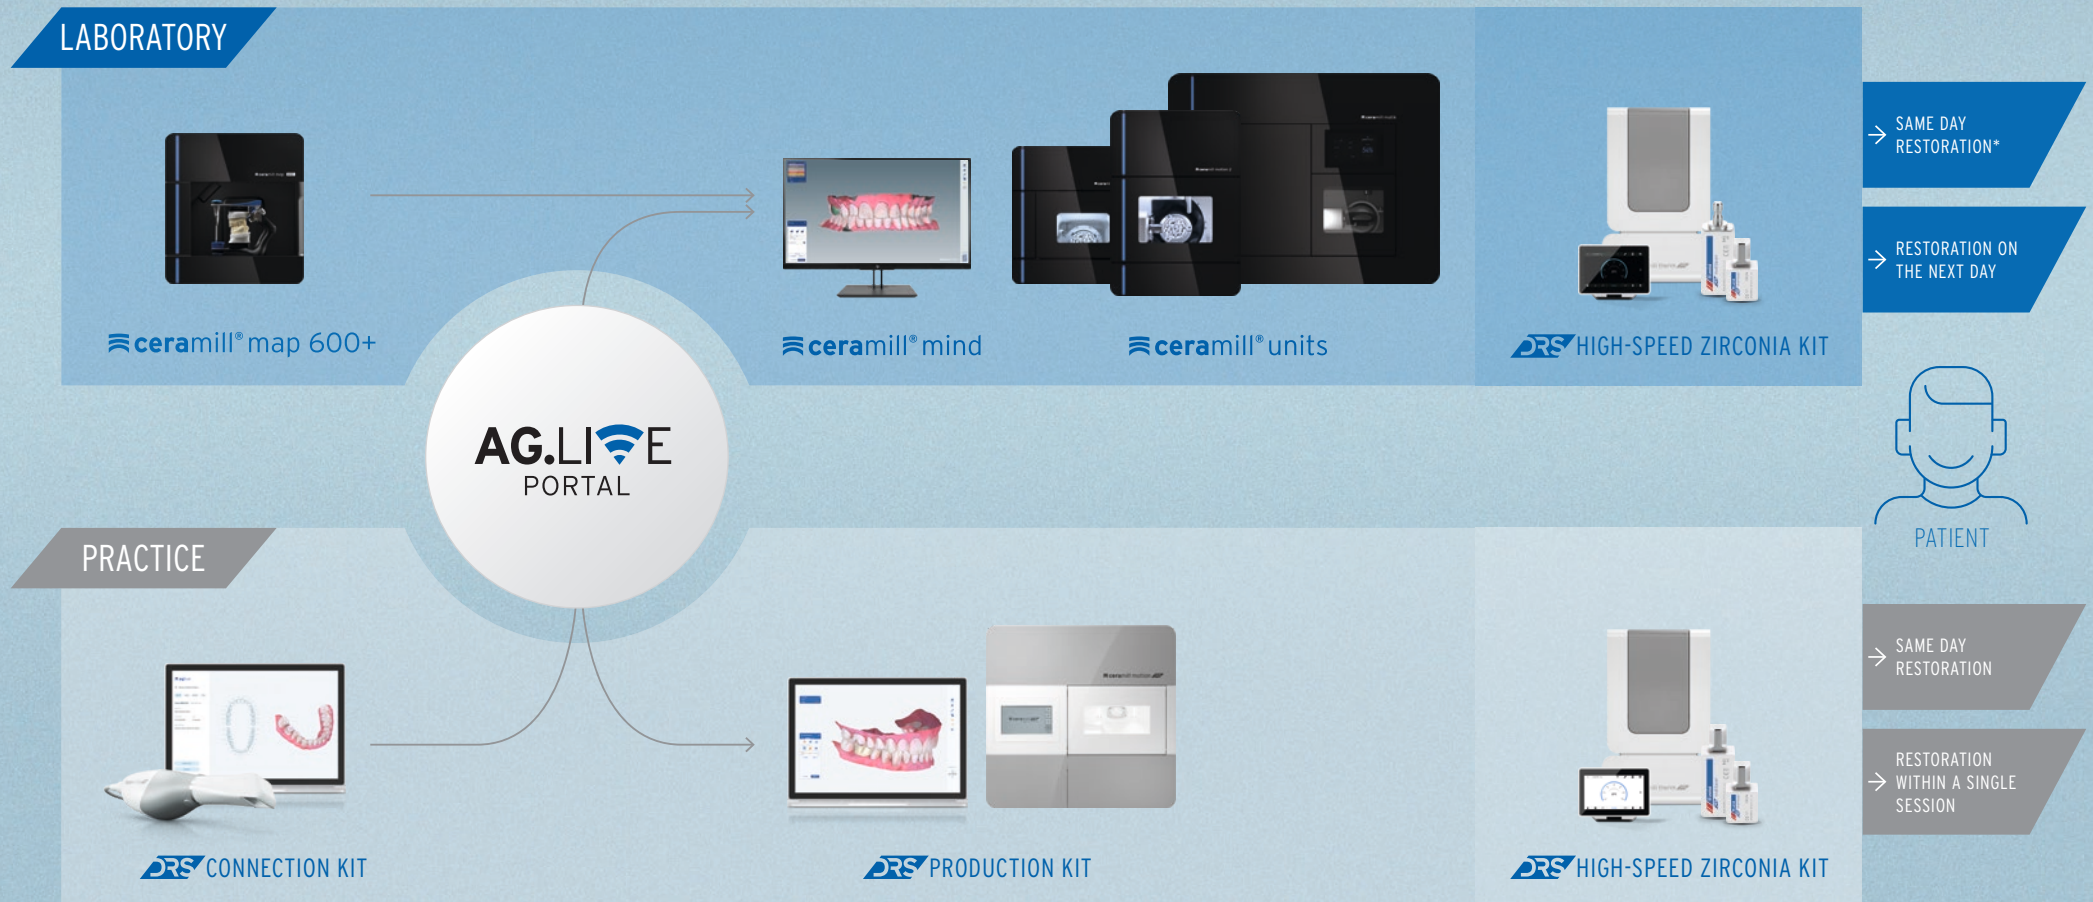 LABORATORY
ceramill® map 600+
ceramill® mind
ceramill® units
DRS HIGH-SPEED ZIRCONIA KIT
→ SAME DAY
RESTORATION*
→ RESTORATION ON
THE NEXT DAY
AG.LIVE
PORTAL
PATIENT
PRACTICE
DRS CONNECTION KIT
DRS PRODUCTION KIT
DRS HIGH-SPEED ZIRCONIA KIT
→ SAME DAY
RESTORATION
→ RESTORATION
WITHIN A SINGLE
SESSION